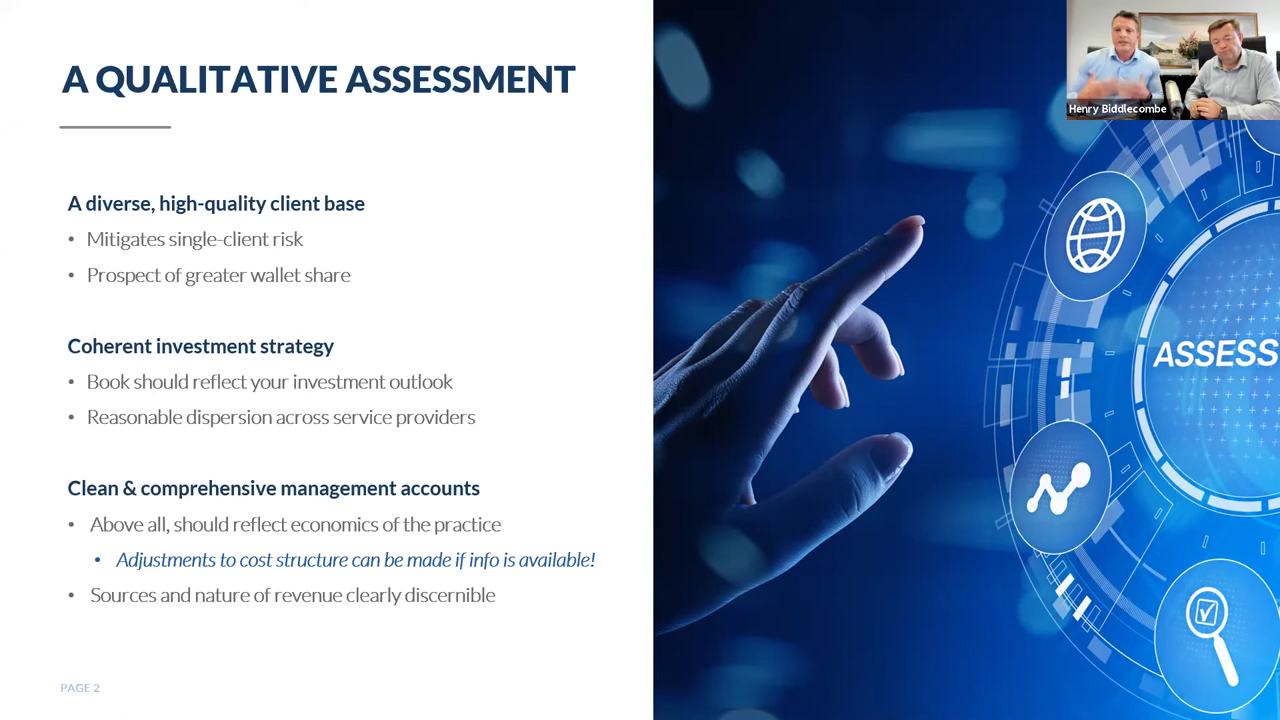 A QUALITATIVE ASSESSMENT
A diverse, high-quality client base
• Mitigates single-client risk
• Prospect of greater wallet share
Coherent investment strategy
• Book should reflect your investment outlook
• Reasonable dispersion across service providers
Clean & comprehensive management accounts
• Above all, should reflect economics of the practice
• Adjustments to cost structure can be made if info is available!
• Sources and nature of revenue clearly discernible
PAGE 2
Henry Biddlecombe
ASSESS